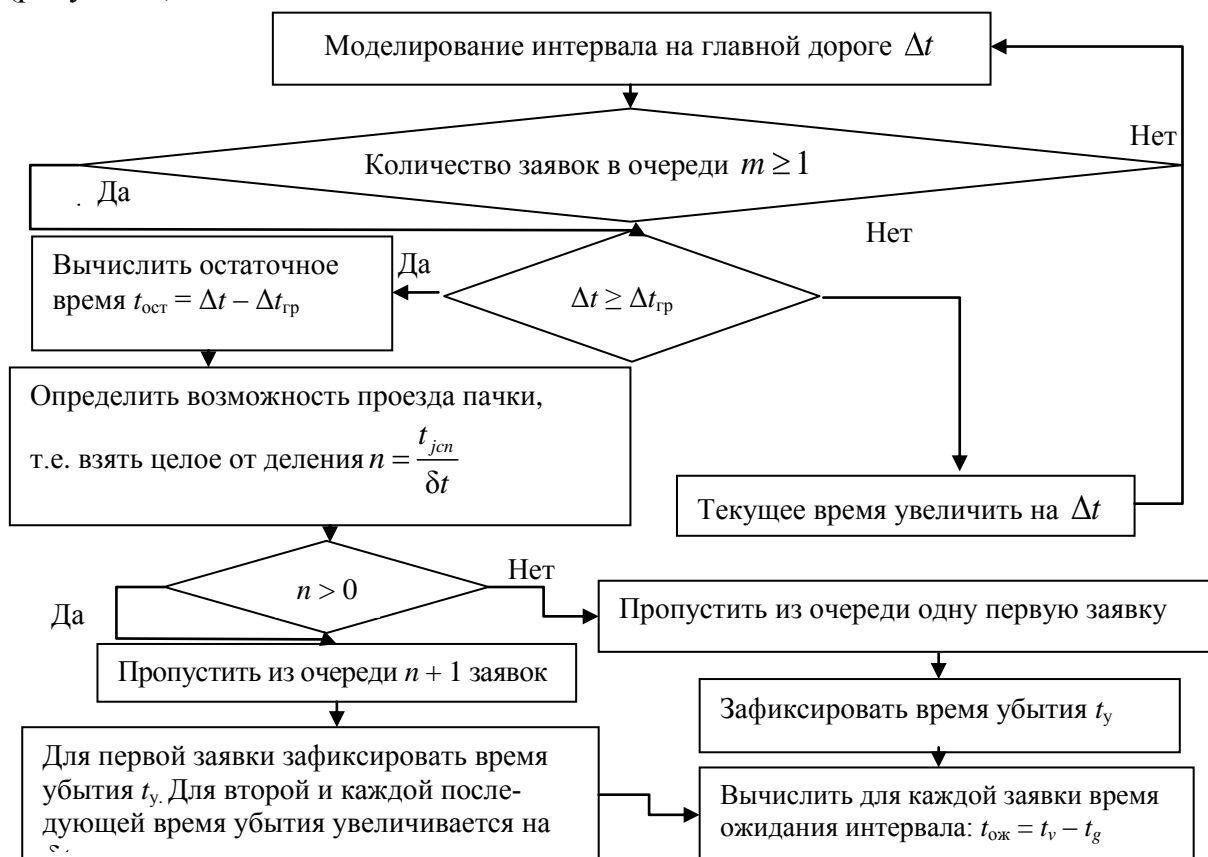 Моделирование интервала на главной дороге Δt
Нет
Количество заявок в очереди m ≥ 1
. Да
Нет
Вычислить остаточное
время tост = Δt – Δtгр
Да
Δt ≥ Δtгр
Определить возможность проезда пачки,
т.е. взять целое от деления n = t_jcn / δt
Текущее время увеличить на Δt
n > 0
Нет
Да
Пропустить из очереди одну первую заявку
Пропустить из очереди n + 1 заявок
Зафиксировать время убытия tу
Для первой заявки зафиксировать время
убытия tу. Для второй и каждой после-
дующей время убытия увеличивается на
Вычислить для каждой заявки время
ожидания интервала: tож = tv – tg